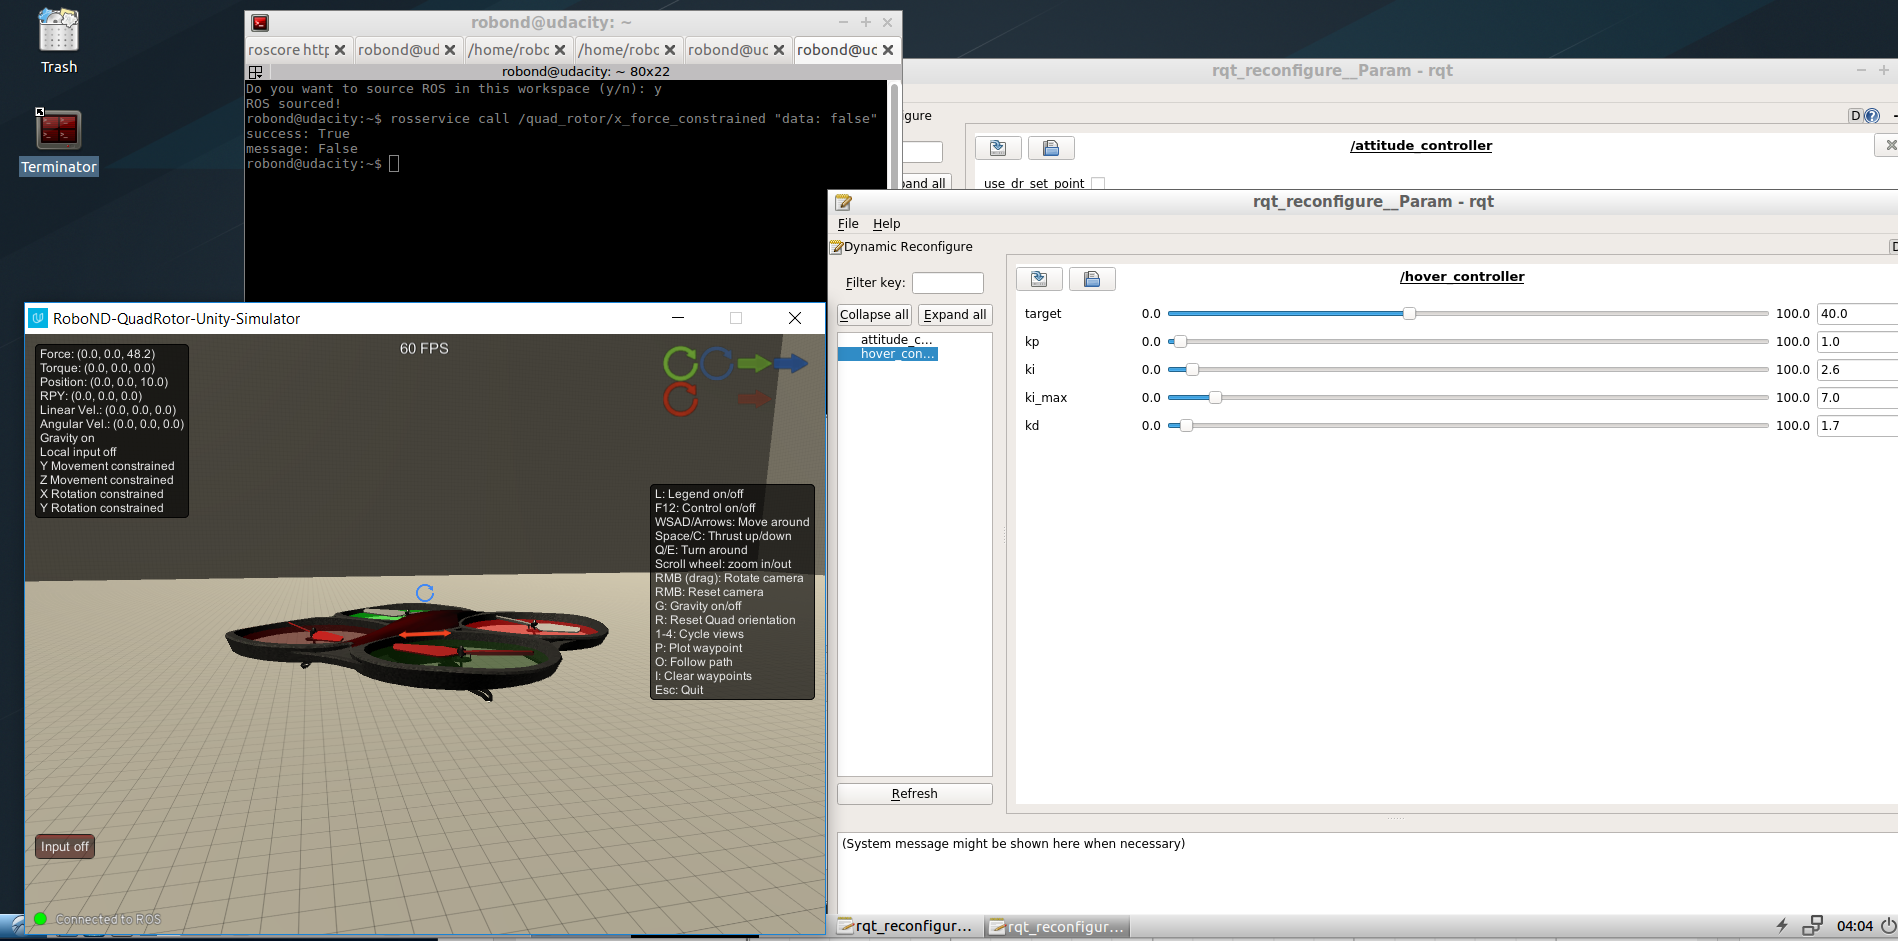 Trash
Terminator
robond@udacity: ~
roscore http
robond@ud
/home/robo
/home/robo
robond@uc
robond@uc
robond@udacity: ~ 80x22
Do you want to source ROS in this workspace (y/n): y
ROS sourced!
robond@udacity:~$ rosservice call /quad_rotor/x_force_constrained "data: false"
success: True
message: False
robond@udacity:~$
rqt_reconfigure__Param - rqt
gure
D
/attitude_controller
pand all
use_dr_set_point
rqt_reconfigure__Param - rqt
File Help
Dynamic Reconfigure
Filter key:
Collapse all
Expand all
attitude_c...
hover_con...
Refresh
/hover_controller
target 0.0 100.0 40.0
kp 0.0 100.0 1.0
ki 0.0 100.0 2.6
ki_max 0.0 100.0 7.0
kd 0.0 100.0 1.7
(System message might be shown here when necessary)
RoboND-QuadRotor-Unity-Simulator
60 FPS
Force: (0.0, 0.0, 48.2)
Torque: (0.0, 0.0, 0.0)
Position: (0.0, 0.0, 10.0)
RPY: (0.0, 0.0, 0.0)
Linear Vel.: (0.0, 0.0, 0.0)
Angular Vel.: (0.0, 0.0, 0.0)
Gravity on
Local input off
Y Movement constrained
Z Movement constrained
X Rotation constrained
Y Rotation constrained
L: Legend on/off
F12: Control on/off
WSAD/Arrows: Move around
Space/C: Thrust up/down
Q/E: Turn around
Scroll wheel: zoom in/out
RMB (drag): Rotate camera
RMB: Reset camera
G: Gravity on/off
R: Reset Quad orientation
1-4: Cycle views
P: Plot waypoint
O: Follow path
I: Clear waypoints
Esc: Quit
Input off
Connected to ROS
rqt_reconfigur...
rqt_reconfigur...
04:04